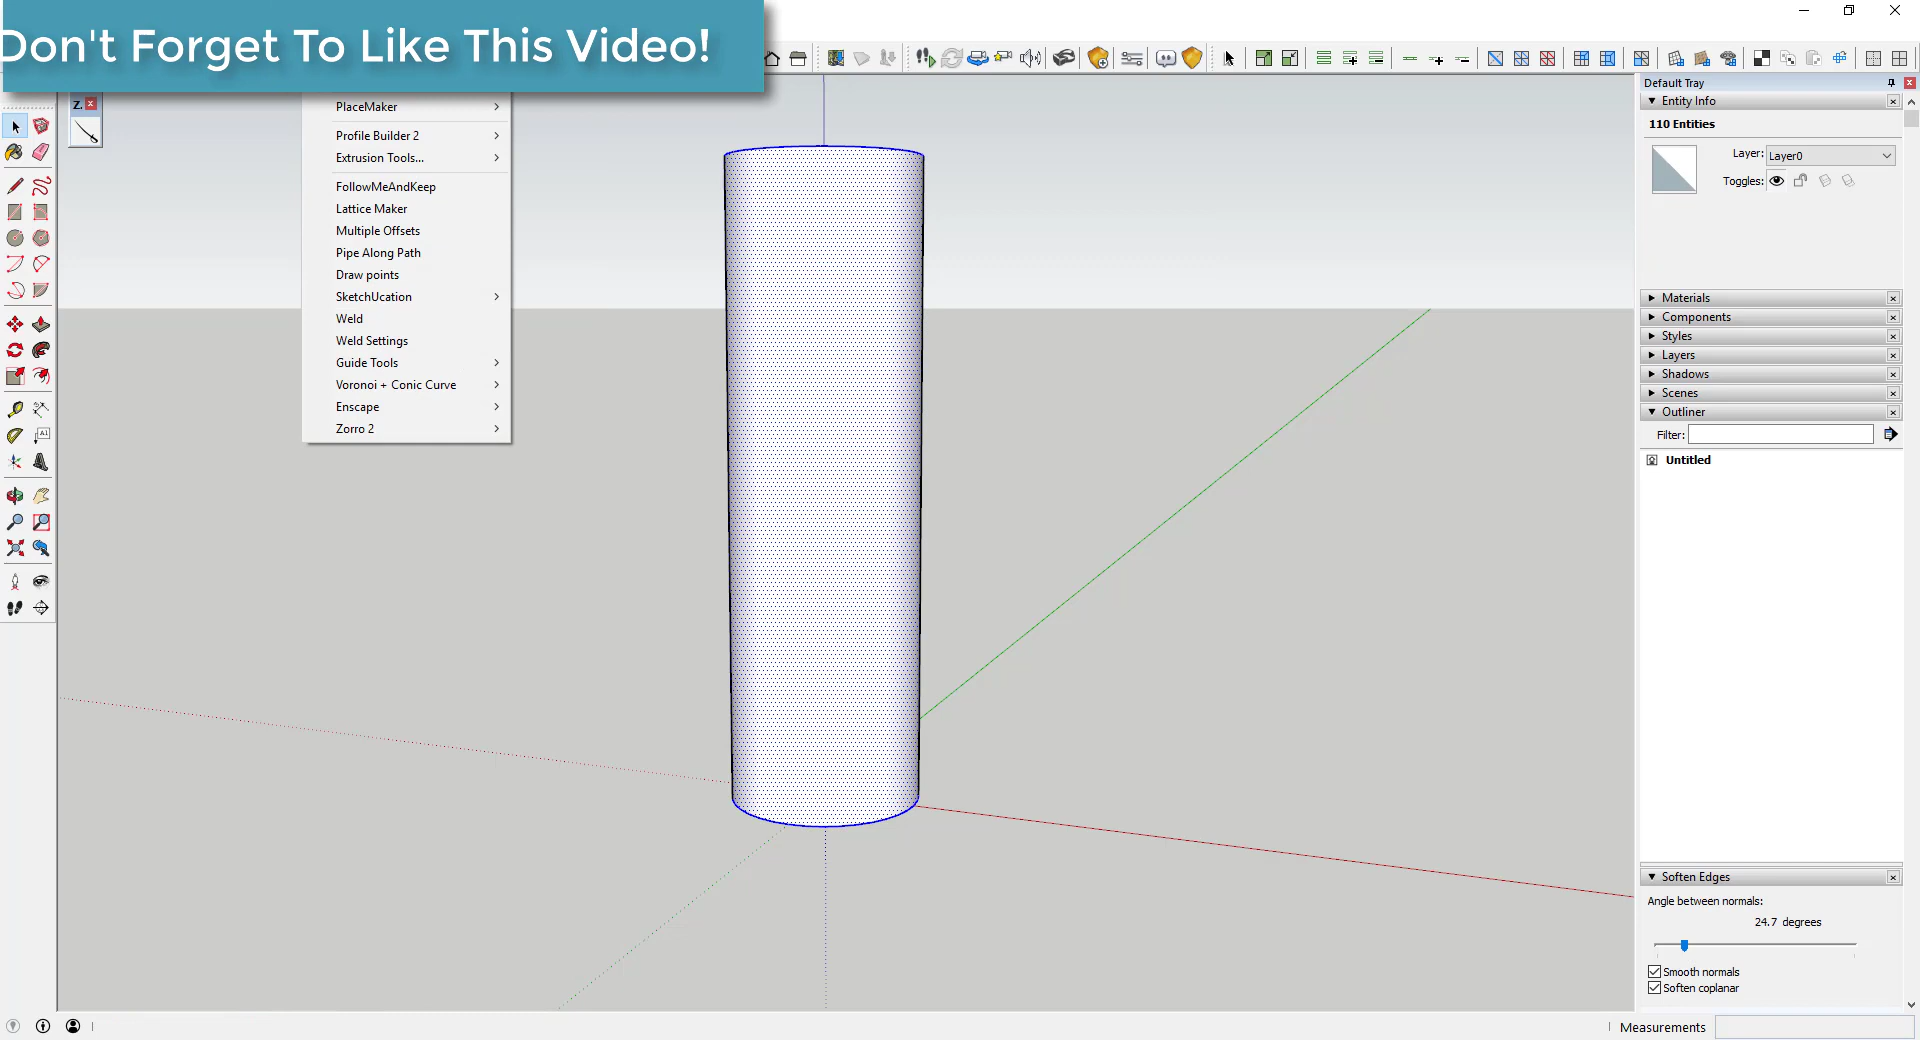 Don't Forget To Like This Video!
Z.
PlaceMaker
Profile Builder 2
Extrusion Tools...
FollowMeAndKeep
Lattice Maker
Multiple Offsets
Pipe Along Path
Draw points
SketchUcation
Weld
Weld Settings
Guide Tools
Voronoi + Conic Curve
Enscape
Zorro 2
Default Tray
Entity Info
110 Entities
Layer: Layer0
Toggles:
Materials
Components
Styles
Layers
Shadows
Scenes
Outliner
Filter:
Untitled
Soften Edges
Angle between normals:
24.7 degrees
Smooth normals
Soften coplanar
Measurements